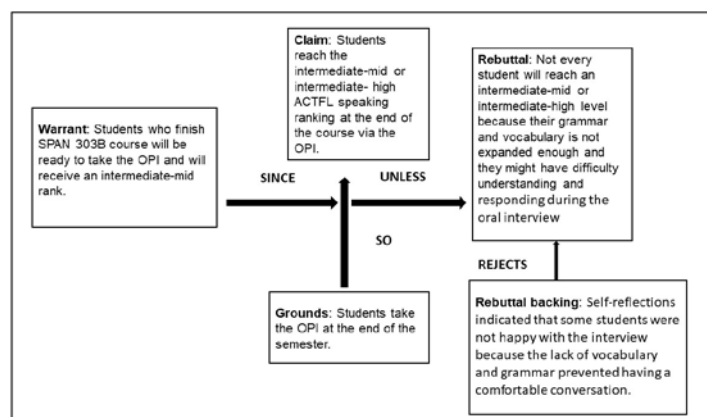 Claim: Students
reach the
intermediate-mid or
intermediate- high
ACTFL speaking
ranking at the end of
the course via the
OPI.
Rebuttal: Not every
student will reach an
intermediate-mid or
intermediate-high level
because their grammar
and vocabulary is not
expanded enough and
they might have difficulty
understanding and
responding during the
oral interview
Warrant: Students who finish
SPAN 303B course will be
ready to take the OPI and will
receive an intermediate-mid
rank.
SINCE
UNLESS
SO
REJECTS
Grounds: Students take
the OPI at the end of the
semester.
Rebuttal backing: Self-reflections
indicated that some students were
not happy with the interview
because the lack of vocabulary
and grammar prevented having a
comfortable conversation.